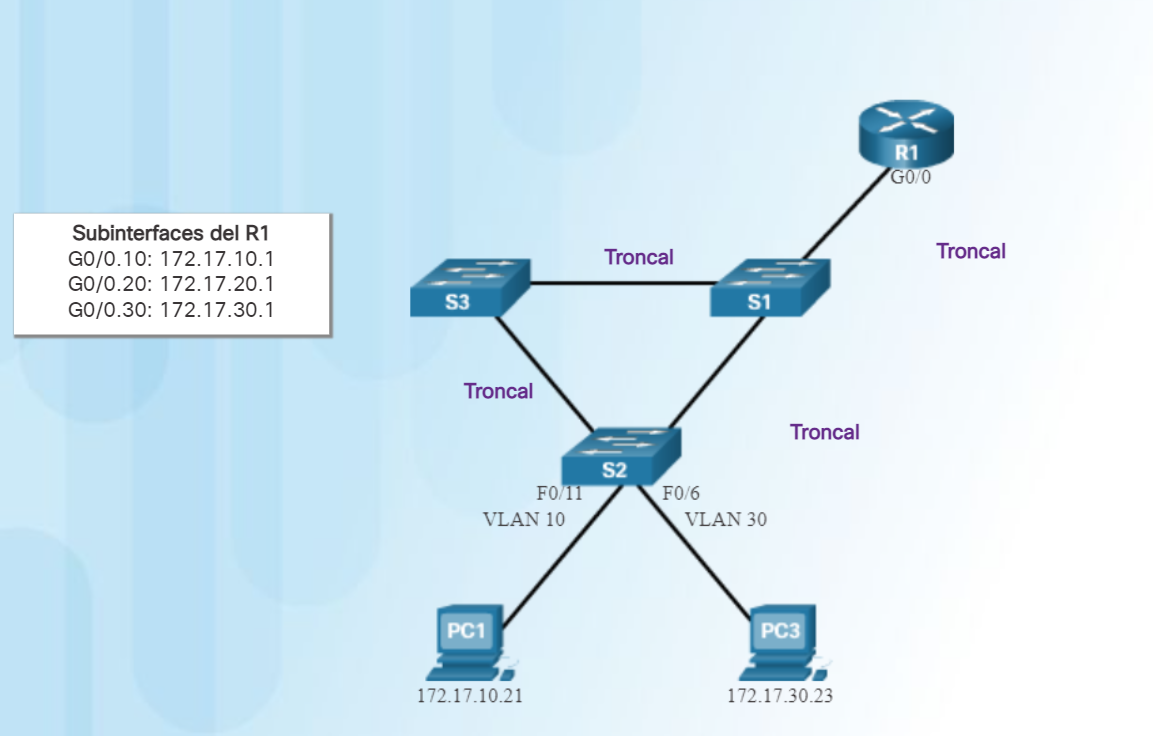 R1
G0/0
Subinterfaces del R1
G0/0.10: 172.17.10.1
G0/0.20: 172.17.20.1
G0/0.30: 172.17.30.1
Troncal
Troncal
S3
S1
Troncal
Troncal
S2
F0/11
F0/6
VLAN 10
VLAN 30
PC1
PC3
172.17.10.21
172.17.30.23